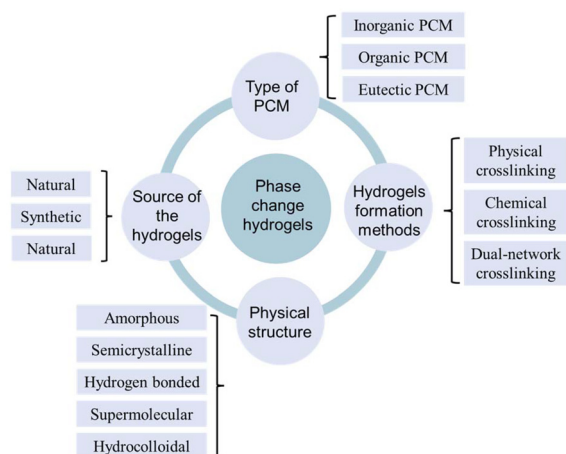 Inorganic PCM
Organic PCM
Eutectic PCM
Type of
PCM
Physical
crosslinking
Chemical
crosslinking
Dual-network
crosslinking
Hydrogels
formation
methods
Phase
change
hydrogels
Source of
the
hydrogels
Natural
Synthetic
Natural
Physical
structure
Amorphous
Semicrystalline
Hydrogen bonded
Supermolecular
Hydrocolloidal